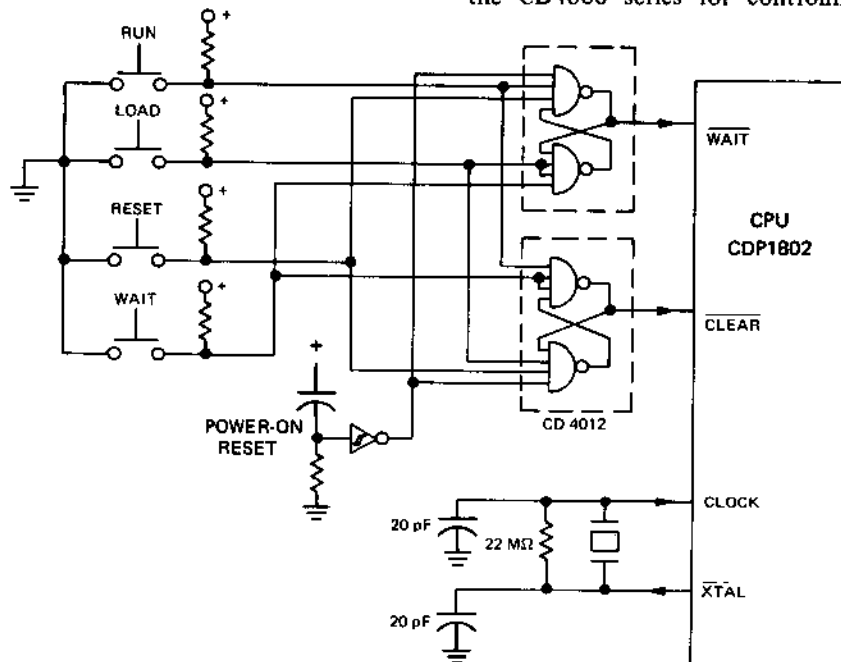 the CD4000 series for controlli
RUN
+
LOAD
+
RESET
+
WAIT
+
+
POWER-ON
RESET
CD 4012
WAIT
CPU
CDP1802
CLEAR
CLOCK
20 pF
22 MΩ
XTAL
20 pF